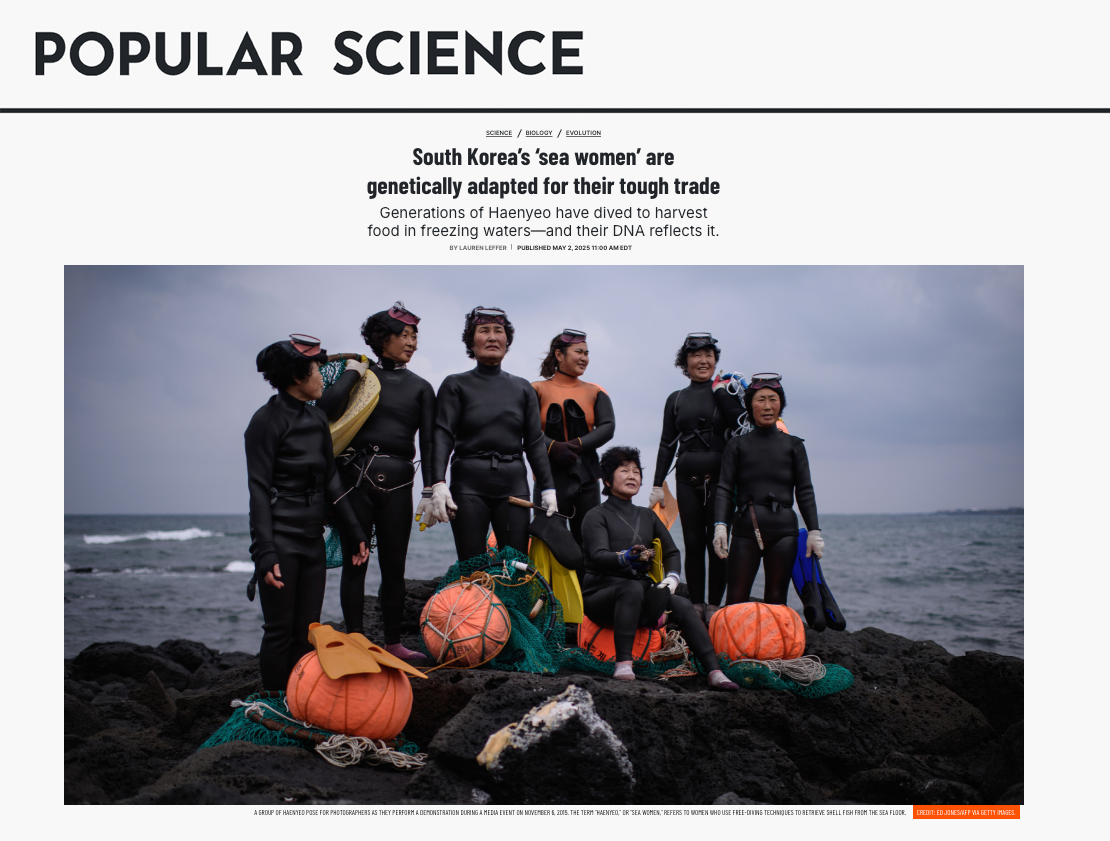 POPULAR SCIENCE
SCIENCE / BIOLOGY / EVOLUTION
South Korea’s ‘sea women’ are
genetically adapted for their tough trade
Generations of Haenyeo have dived to harvest
food in freezing waters—and their DNA reflects it.
BY LAUREN LEFFER | PUBLISHED MAY 2, 2025 11:00 AM EDT
A GROUP OF HAENYEO POSE FOR PHOTOGRAPHERS AS THEY PERFORM A DEMONSTRATION DURING A MEDIA EVENT ON NOVEMBER 6, 2015. THE TERM "HAENYEO," OR "SEA WOMEN," REFERS TO WOMEN WHO USE FREE-DIVING TECHNIQUES TO RETRIEVE SHELL FISH FROM THE SEA FLOOR. CREDIT: ED JONES/AFP VIA GETTY IMAGES.